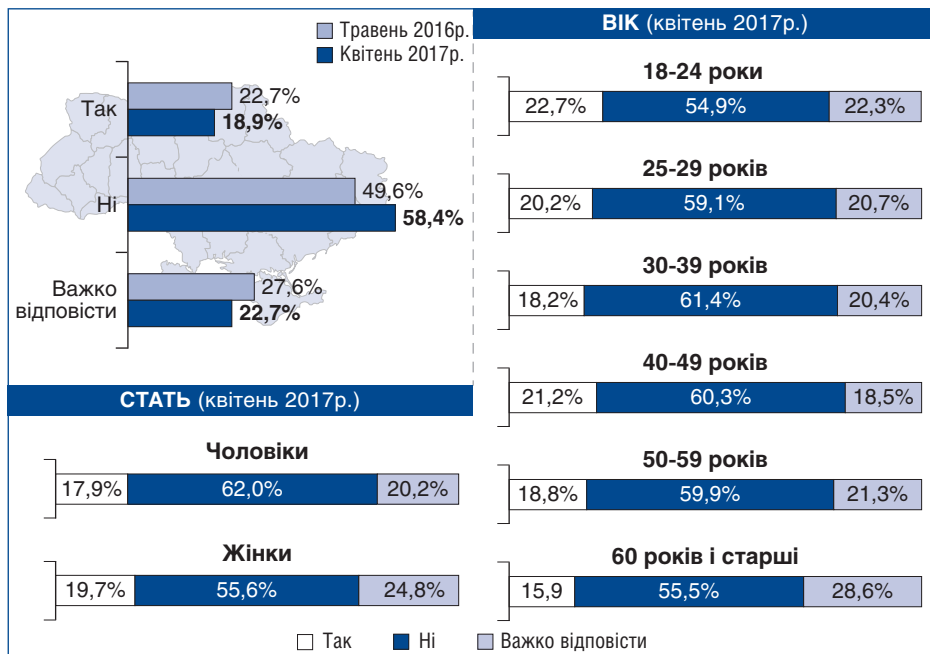 Травень 2016р.
Квітень 2017р.
Так
22,7%
18,9%
Ні
49,6%
58,4%
Важко
відповісти
27,6%
22,7%
СТАТЬ (квітень 2017р.)
Чоловіки
17,9% 62,0% 20,2%
Жінки
19,7% 55,6% 24,8%
ВІК (квітень 2017р.)
18-24 роки
22,7% 54,9% 22,3%
25-29 років
20,2% 59,1% 20,7%
30-39 років
18,2% 61,4% 20,4%
40-49 років
21,2% 60,3% 18,5%
50-59 років
18,8% 59,9% 21,3%
60 років і старші
15,9 55,5% 28,6%
Так Ні Важко відповісти